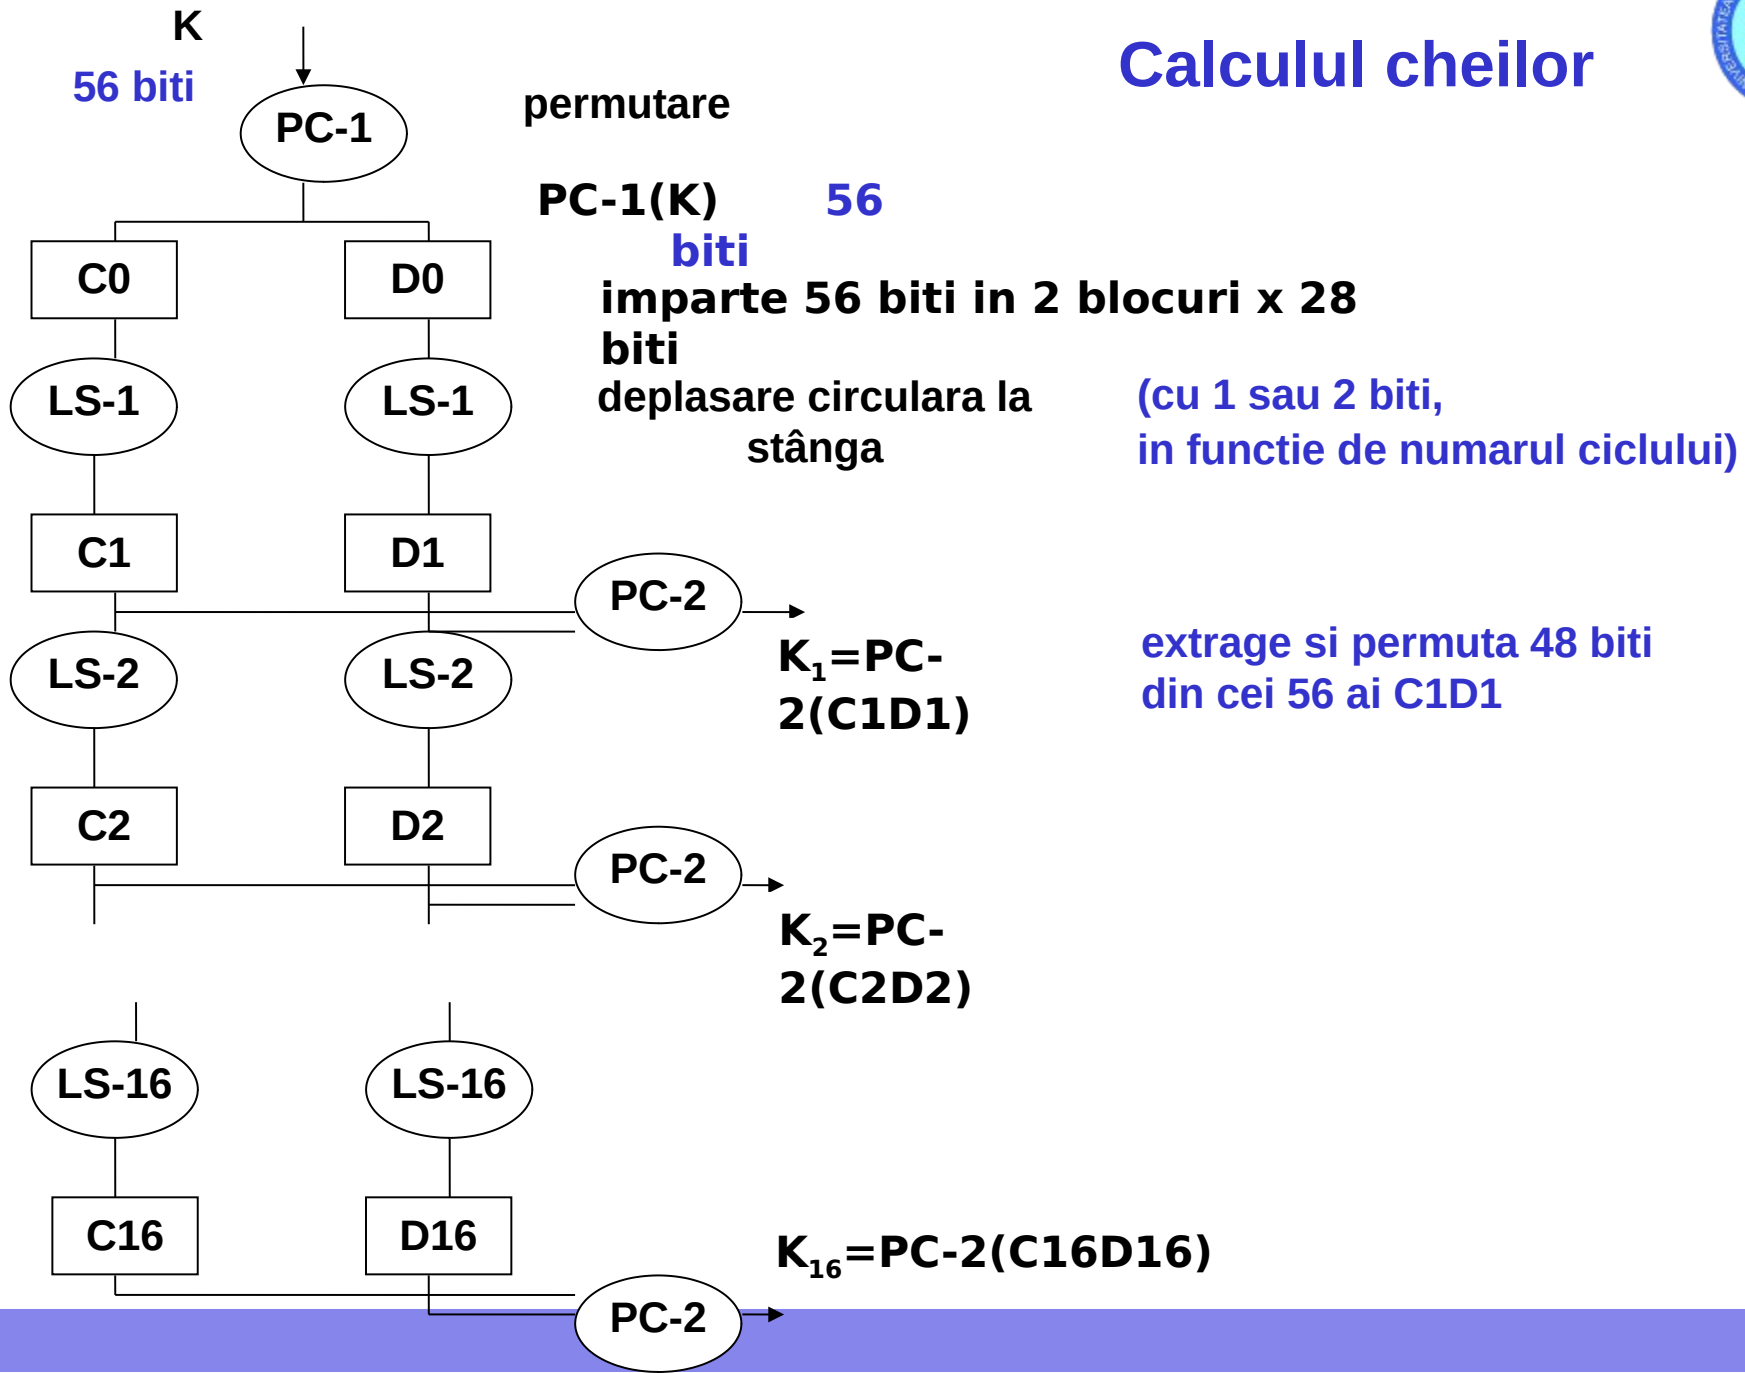 K
Calculul cheilor
56 biti
permutare
PC-1
PC-1(K) 56
biti
C0 D0
imparte 56 biti in 2 blocuri x 28
biti
LS-1 LS-1
deplasare circulara la
stânga
(cu 1 sau 2 biti,
in functie de numarul ciclului)
C1 D1
PC-2
K1=PC-
2(C1D1)
extrage si permuta 48 biti
din cei 56 ai C1D1
LS-2 LS-2
C2 D2
PC-2
K2=PC-
2(C2D2)
LS-16 LS-16
C16 D16
K16=PC-2(C16D16)
PC-2